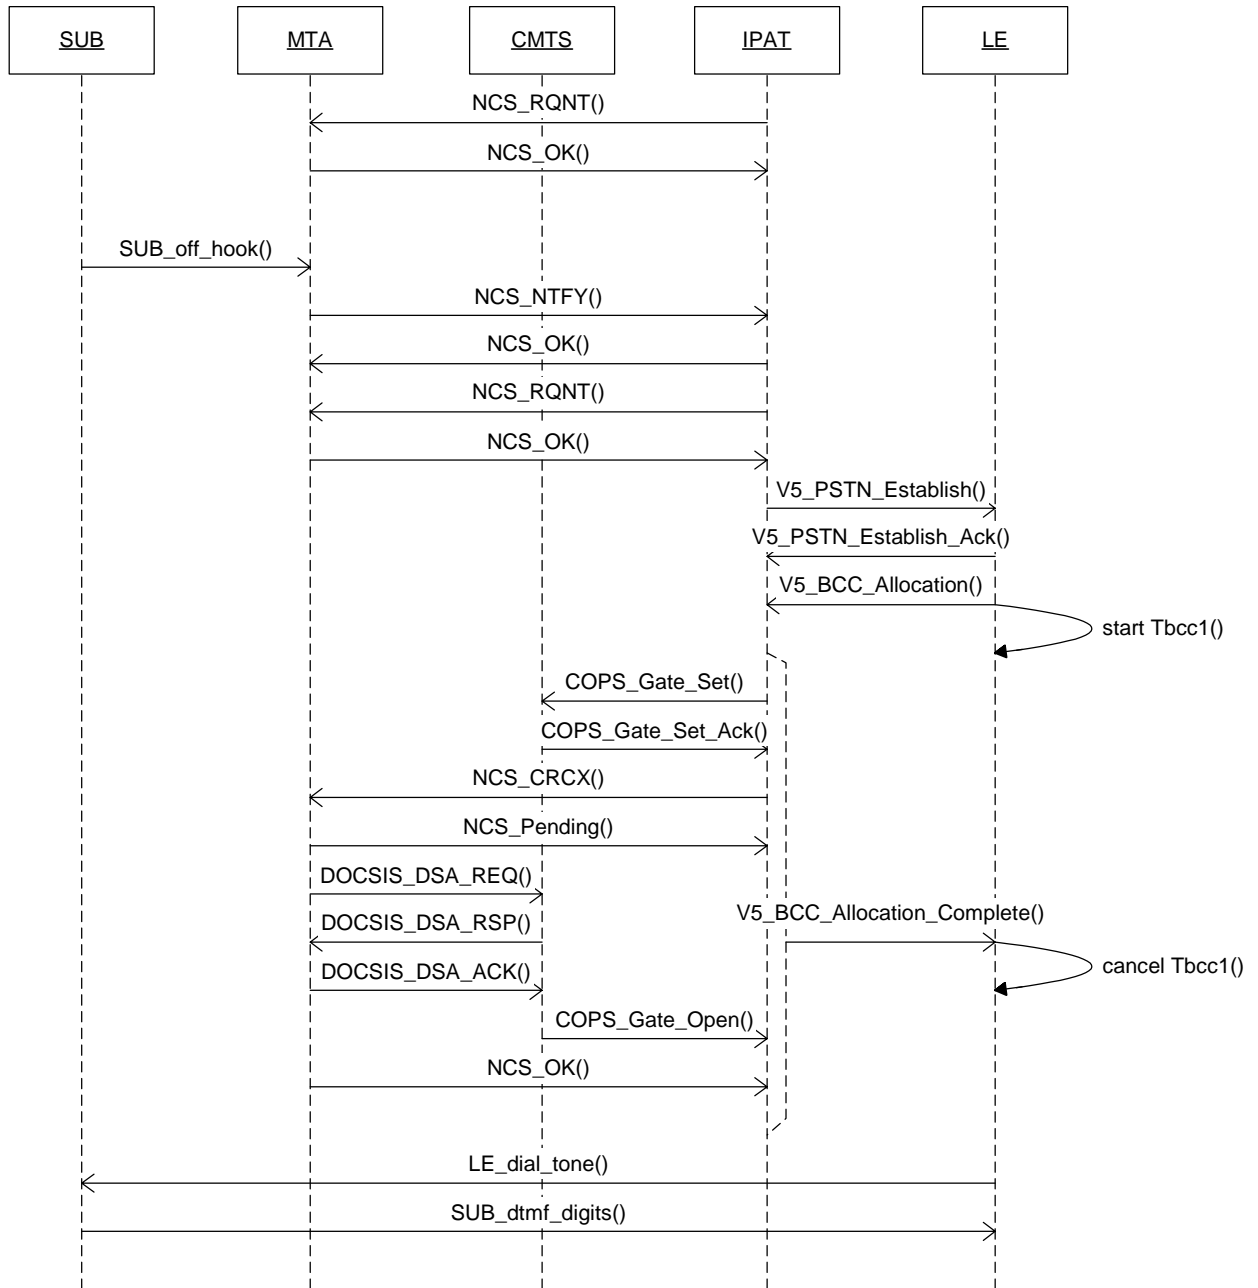 SUB
MTA
CMTS
IPAT
LE
NCS_RQNT()
NCS_OK()
SUB_off_hook()
NCS_NTFY()
NCS_OK()
NCS_RQNT()
NCS_OK()
V5_PSTN_Establish()
V5_PSTN_Establish_Ack()
V5_BCC_Allocation()
start Tbcc1()
COPS_Gate_Set()
COPS_Gate_Set_Ack()
NCS_CRCX()
NCS_Pending()
DOCSIS_DSA_REQ()
V5_BCC_Allocation_Complete()
DOCSIS_DSA_RSP()
cancel Tbcc1()
DOCSIS_DSA_ACK()
COPS_Gate_Open()
NCS_OK()
LE_dial_tone()
SUB_dtmf_digits()